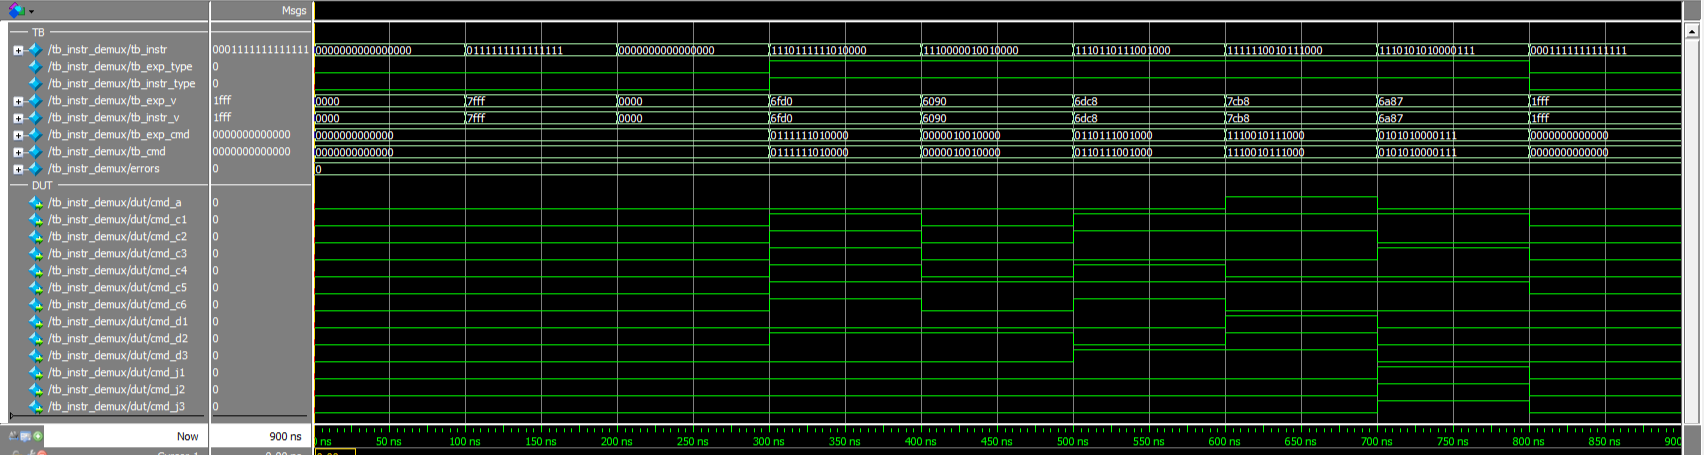 Msgs
TB
/tb_instr_demux/tb_instr 0001111111111111 0000000000000000 0111111111111111 0000000000000000 1110111111010000 1110000010010000 1110110111001000 1111110010111000 1110101010000111 0001111111111111
/tb_instr_demux/tb_exp_type 0
/tb_instr_demux/tb_instr_type 0
/tb_instr_demux/tb_exp_v 1fff 0000 7fff 0000 6fd0 6090 6dc8 7cb8 6a87 1fff
/tb_instr_demux/tb_instr_v 1fff 0000 7fff 0000 6fd0 6090 6dc8 7cb8 6a87 1fff
/tb_instr_demux/tb_exp_cmd 0000000000000 0000000000000 0111111010000 0000010010000 0110111001000 1110010111000 0101010000111 0000000000000
/tb_instr_demux/tb_cmd 0000000000000 0000000000000 0111111010000 0000010010000 0110111001000 1110010111000 0101010000111 0000000000000
/tb_instr_demux/errors 0 0
DUT
/tb_instr_demux/dut/cmd_a 0
/tb_instr_demux/dut/cmd_c1 0
/tb_instr_demux/dut/cmd_c2 0
/tb_instr_demux/dut/cmd_c3 0
/tb_instr_demux/dut/cmd_c4 0
/tb_instr_demux/dut/cmd_c5 0
/tb_instr_demux/dut/cmd_c6 0
/tb_instr_demux/dut/cmd_d1 0
/tb_instr_demux/dut/cmd_d2 0
/tb_instr_demux/dut/cmd_d3 0
/tb_instr_demux/dut/cmd_j1 0
/tb_instr_demux/dut/cmd_j2 0
/tb_instr_demux/dut/cmd_j3 0
Now 900 ns ns 50 ns 100 ns 150 ns 200 ns 250 ns 300 ns 350 ns 400 ns 450 ns 500 ns 550 ns 600 ns 650 ns 700 ns 750 ns 800 ns 850 ns 900